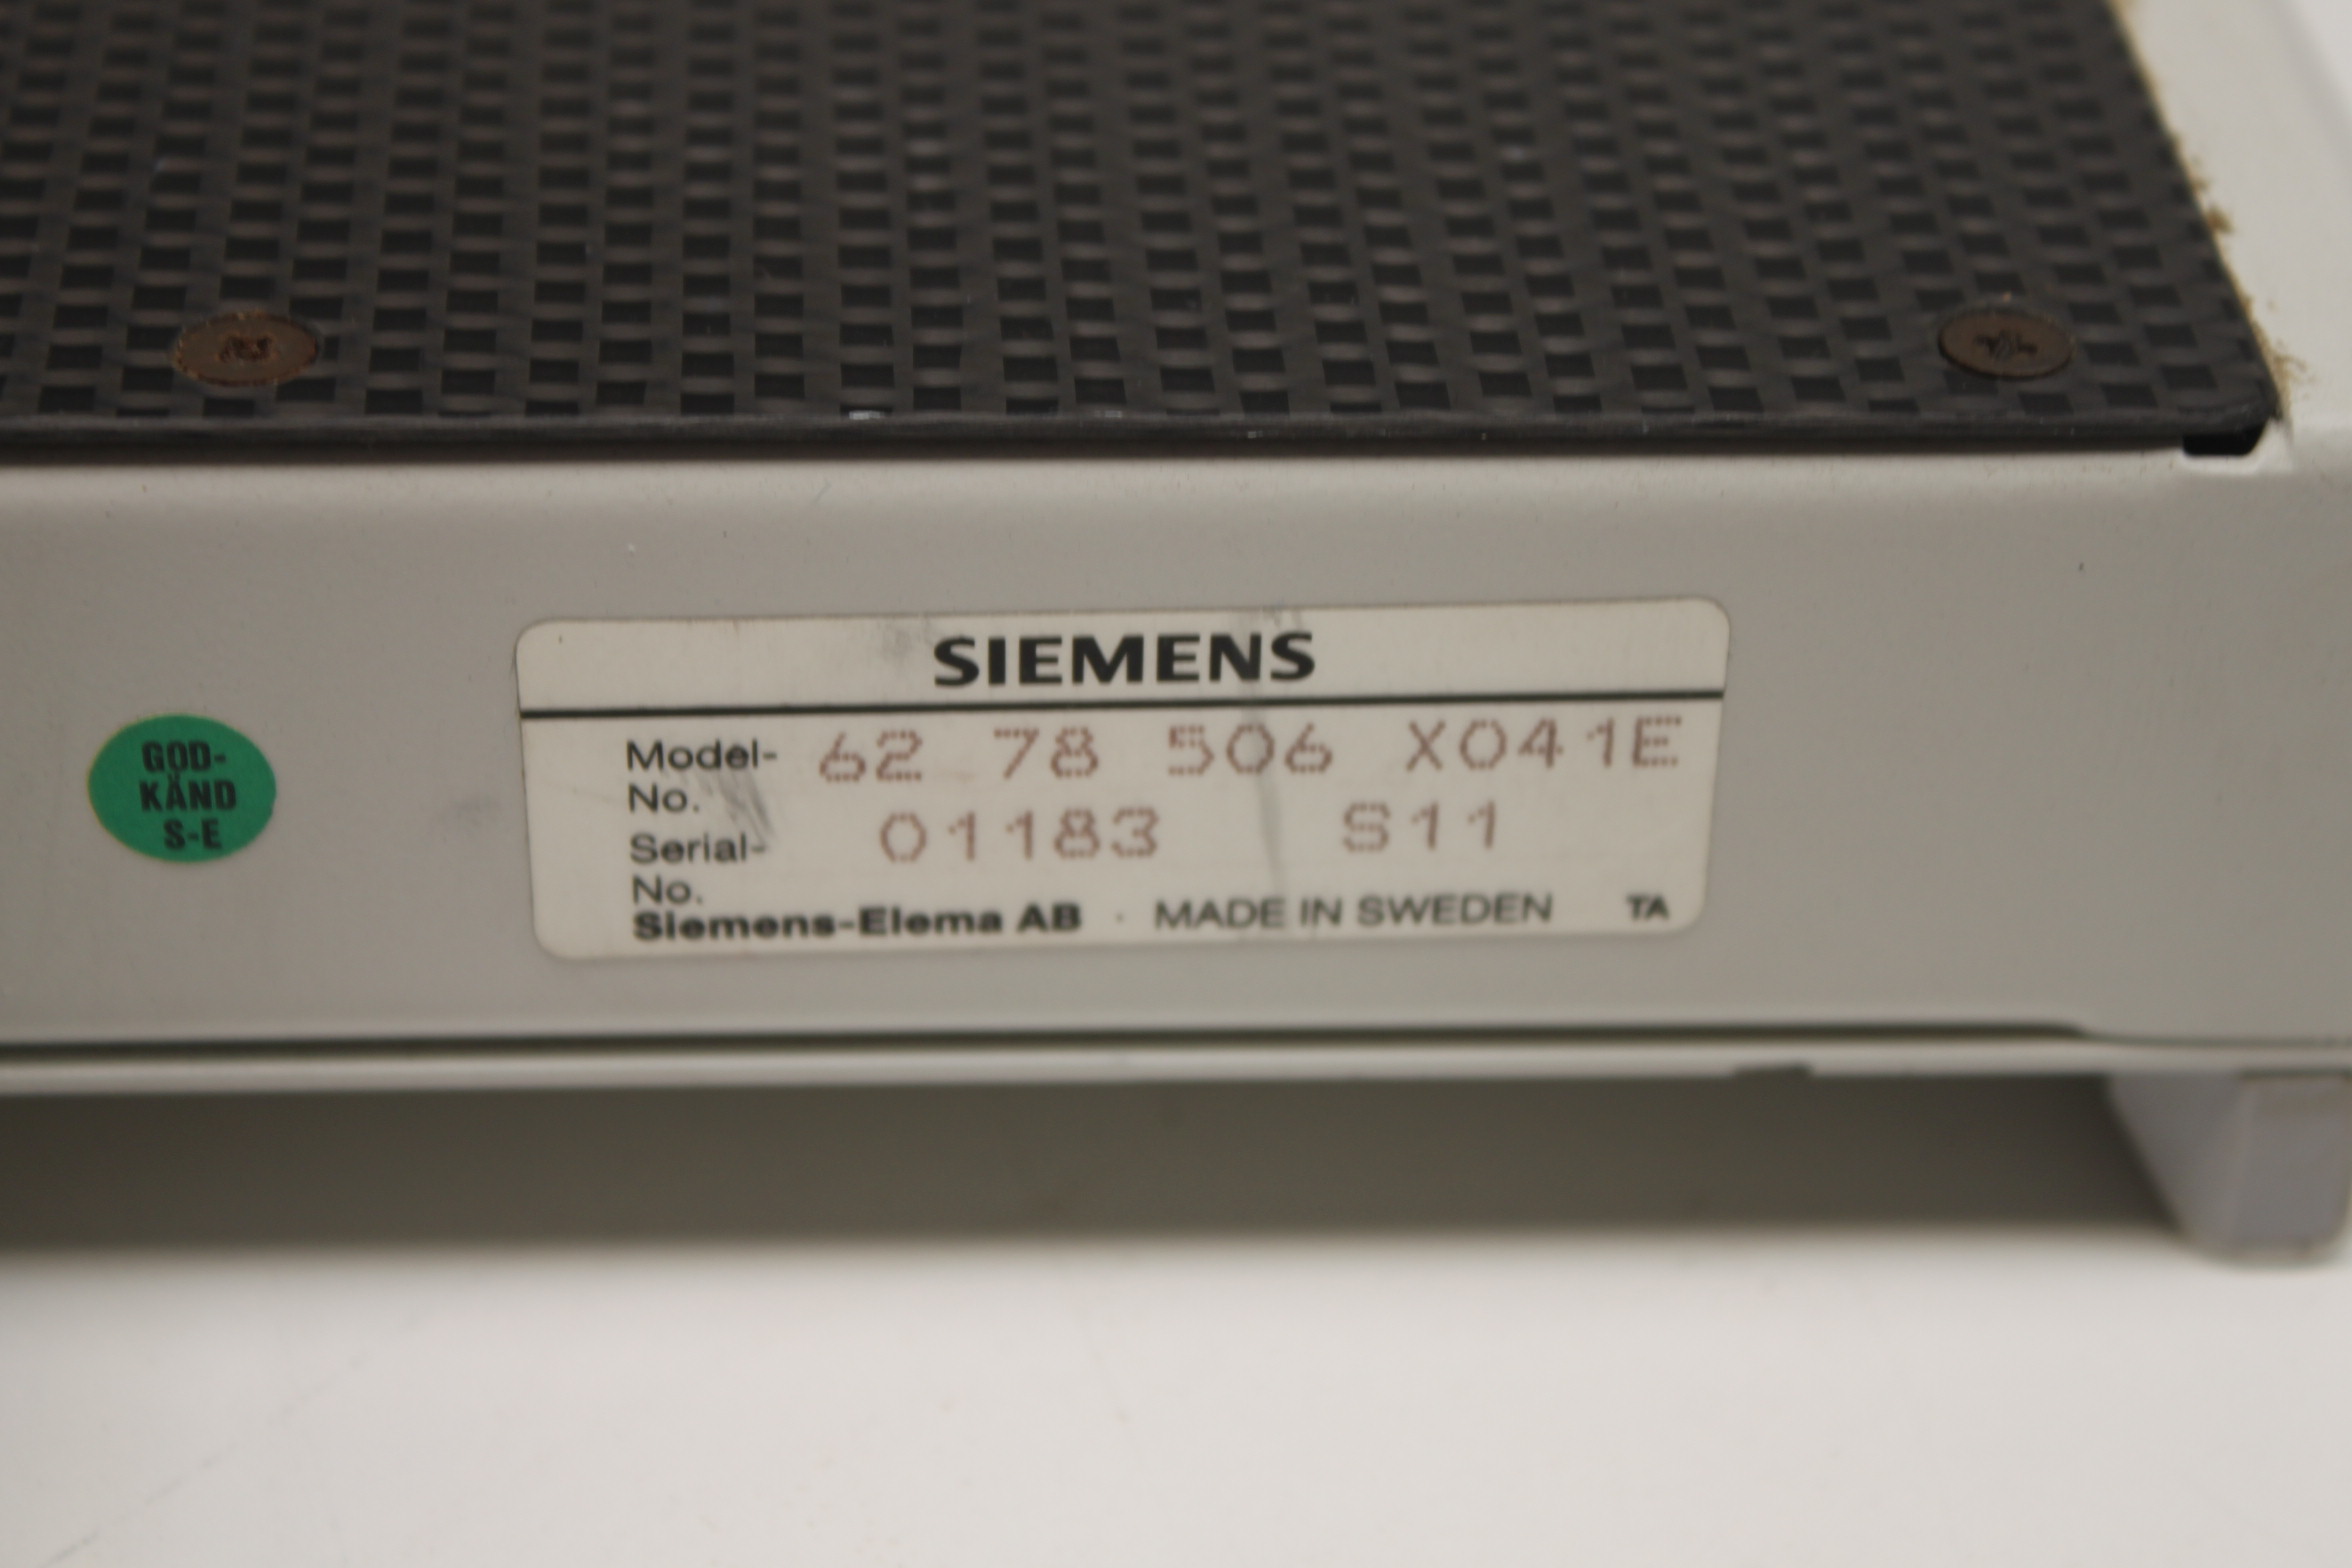 SIEMENS
Model-
No.
62 78 506 X041E
Serial-
No.
01183 S11
Siemens-Elema AB · MADE IN SWEDEN TA
GOD-
KÄND
S-E